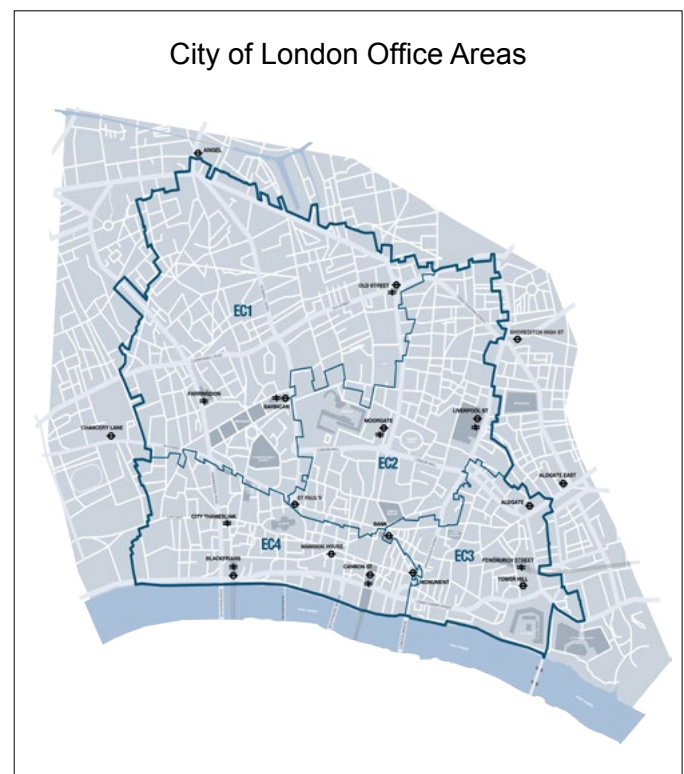 City of London Office Areas
ANGEL
OLD STREET
EC1
SHOREDITCH HIGH ST
FARRINGDON
BARBICAN
LIVERPOOL ST
MOORGATE
CHANCERY LANE
EC2
ALDGATE EAST
ALDGATE
ST PAUL'S
CITY THAMESLINK
BANK
EC4
MANSION HOUSE
EC3
FENCHURCH STREET
BLACKFRIARS
CANNON ST
MONUMENT
TOWER HILL